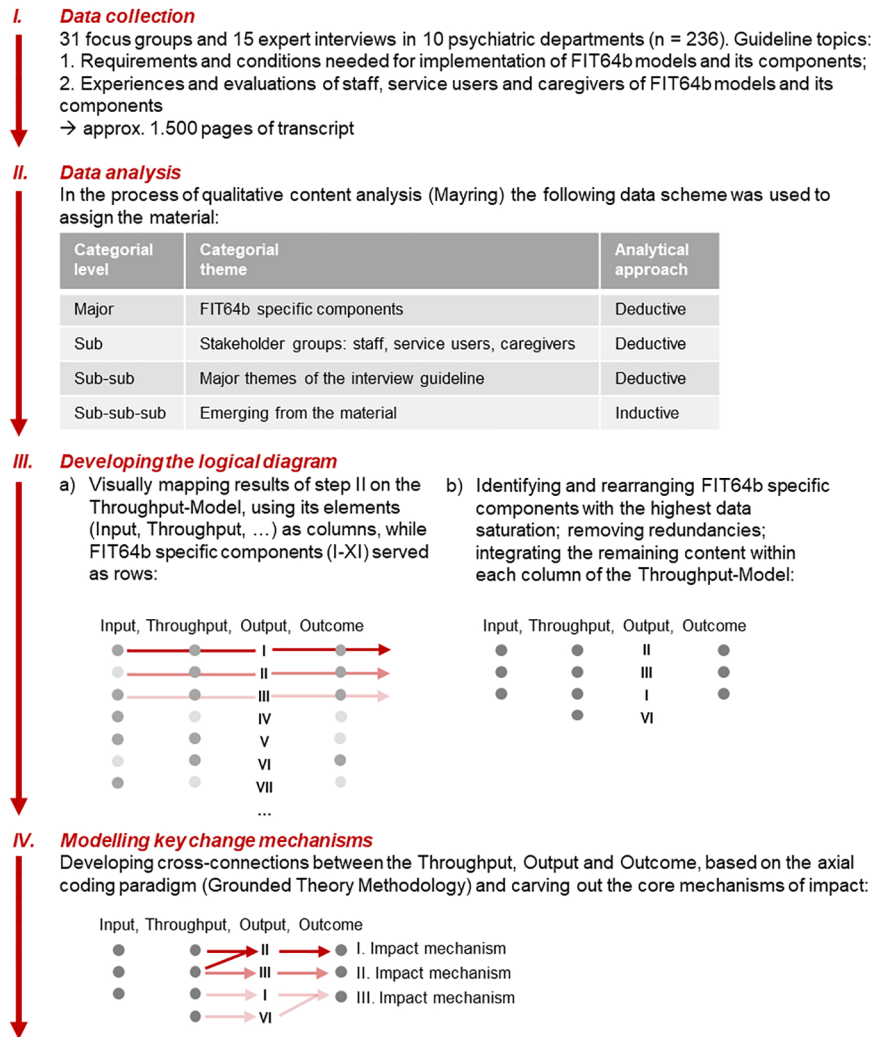 I. Data collection
31 focus groups and 15 expert interviews in 10 psychiatric departments (n = 236). Guideline topics:
1. Requirements and conditions needed for implementation of FIT64b models and its components;
2. Experiences and evaluations of staff, service users and caregivers of FIT64b models and its
components
→ approx. 1.500 pages of transcript
II. Data analysis
In the process of qualitative content analysis (Mayring) the following data scheme was used to
assign the material:
Categorial level
Categorial theme
Analytical approach
Major FIT64b specific components Deductive
Sub Stakeholder groups: staff, service users, caregivers Deductive
Sub-sub Major themes of the interview guideline Deductive
Sub-sub-sub Emerging from the material Inductive
III. Developing the logical diagram
a) Visually mapping results of step II on the
Throughput-Model, using its elements
(Input, Throughput, ...) as columns, while
FIT64b specific components (I-XI) served
as rows:
Input, Throughput, Output, Outcome
I
II
III
IV
V
VI
VII
...
b) Identifying and rearranging FIT64b specific
components with the highest data
saturation; removing redundancies;
integrating the remaining content within
each column of the Throughput-Model:
Input, Throughput, Output, Outcome
II
III
I
VI
IV. Modelling key change mechanisms
Developing cross-connections between the Throughput, Output and Outcome, based on the axial
coding paradigm (Grounded Theory Methodology) and carving out the core mechanisms of impact:
Input, Throughput, Output, Outcome
II I. Impact mechanism
III II. Impact mechanism
I III. Impact mechanism
VI